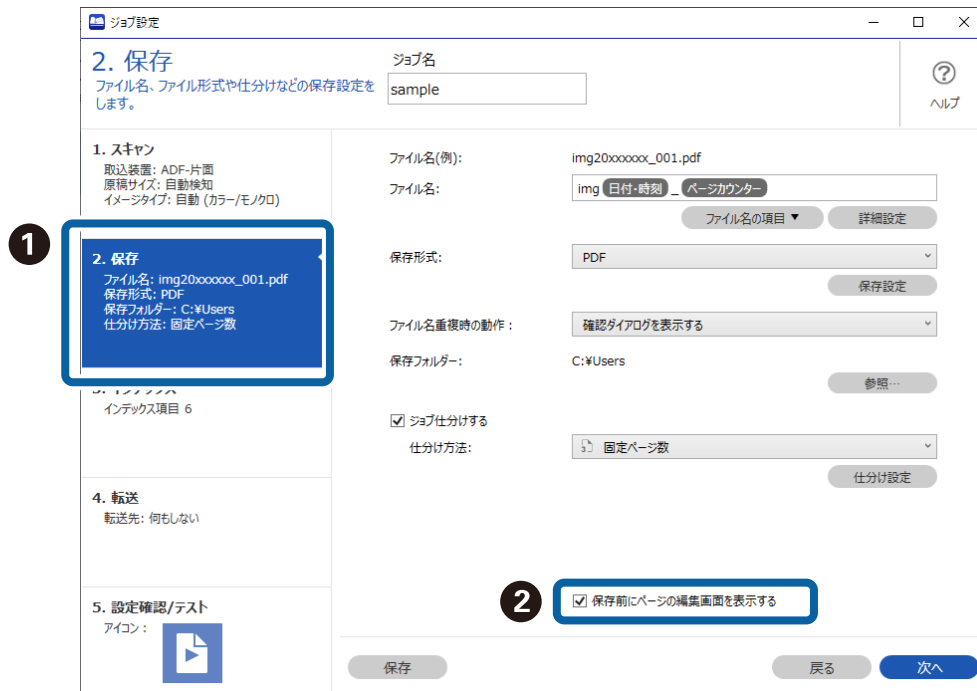 ジョブ設定
2. 保存
ファイル名、ファイル形式や仕分けなどの保存設定を
します。
ジョブ名
sample
ヘルプ
1. スキャン
取込装置: ADF-片面
原稿サイズ: 自動検知
イメージタイプ: 自動 (カラー/モノクロ)
1
2. 保存
ファイル名: img20xxxxxx_001.pdf
保存形式: PDF
保存フォルダー: C:¥Users
仕分け方法: 固定ページ数
3. インデックス
インデックス項目 6
4. 転送
転送先: 何もしない
5. 設定確認/テスト
アイコン :
ファイル名(例): img20xxxxxx_001.pdf
ファイル名: img 日付・時刻 _ ページカウンター
ファイル名の項目 ▼ 詳細設定
保存形式: PDF
保存設定
ファイル名重複時の動作 : 確認ダイアログを表示する
保存フォルダー: C:¥Users
参照…
ジョブ仕分けする
仕分け方法: 3 固定ページ数
仕分け設定
2
保存前にページの編集画面を表示する
保存 戻る 次へ